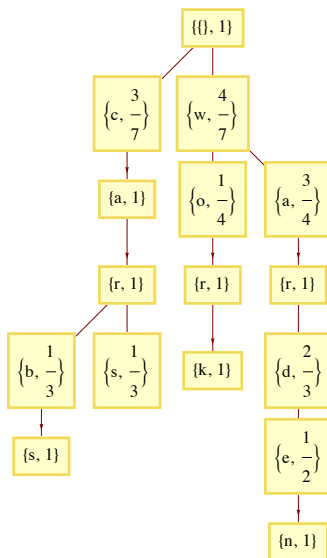 {{}, 1}
{c, 3/7} {w, 4/7}
{a, 1} {o, 1/4} {a, 3/4}
{r, 1} {r, 1} {r, 1}
{b, 1/3} {s, 1/3} {k, 1} {d, 2/3}
{s, 1} {e, 1/2}
{n, 1}